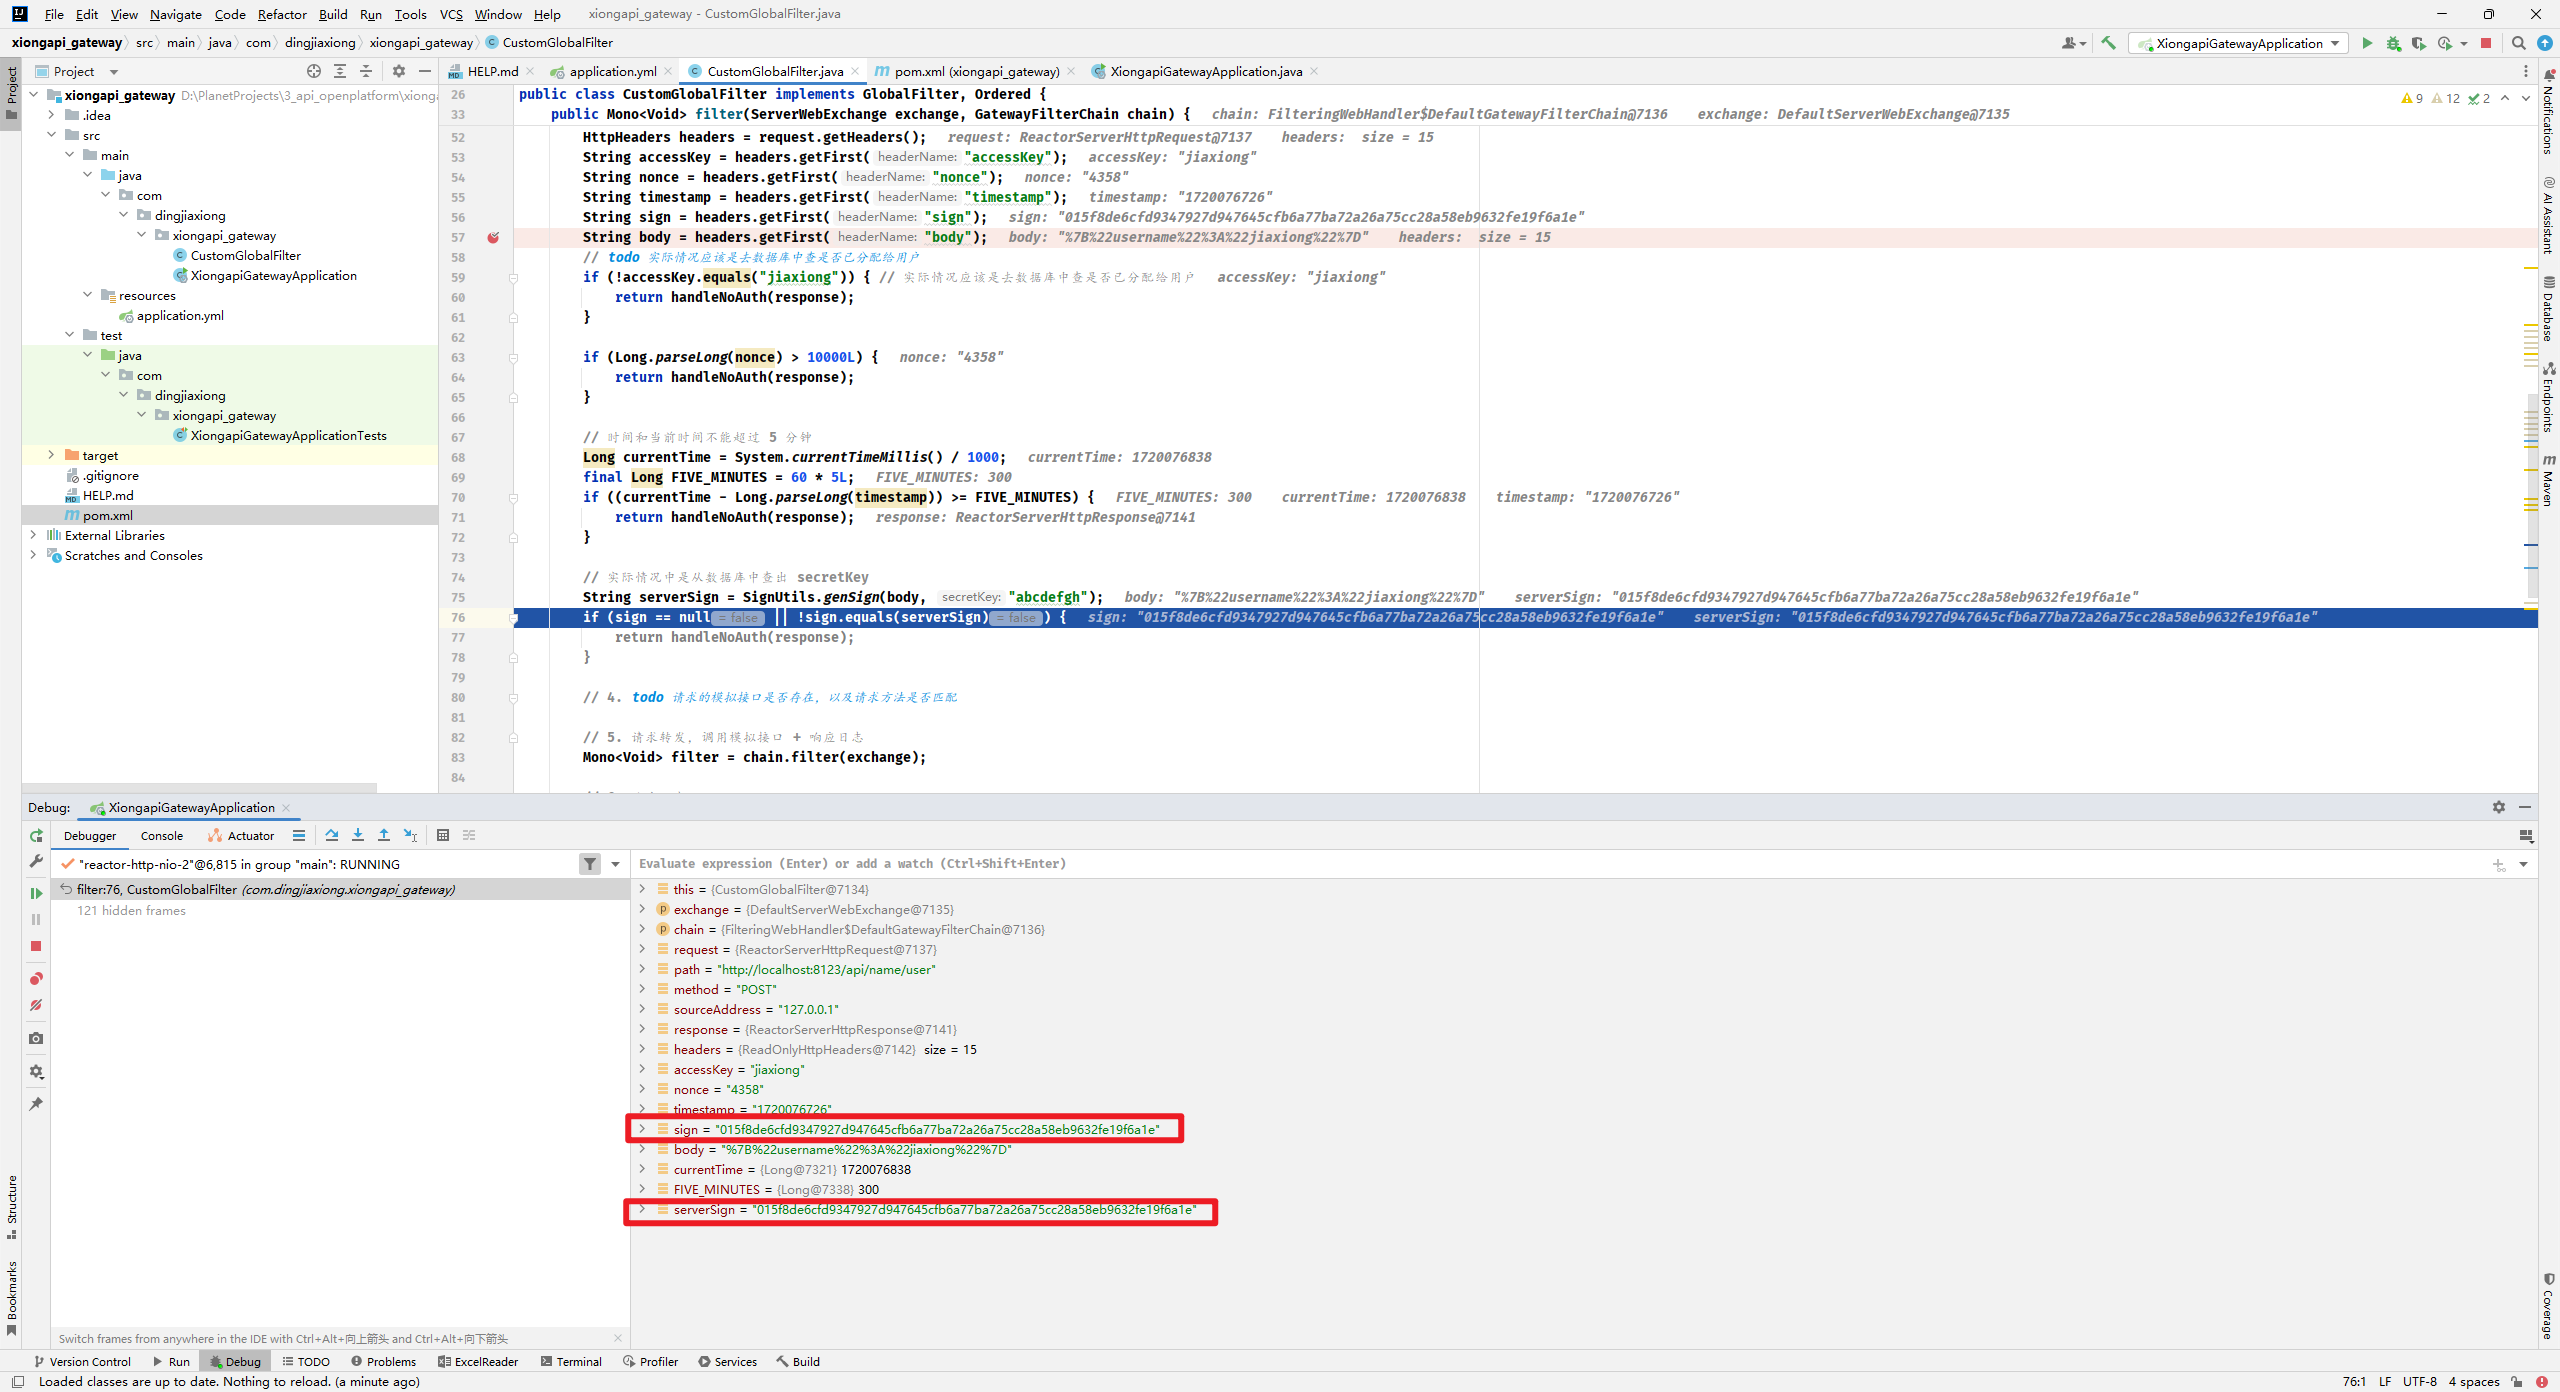 File Edit View Navigate Code Refactor Build Run Tools VCS Window Help xiongapi_gateway - CustomGlobalFilter.java
xiongapi_gateway src main java com dingjiaxiong xiongapi_gateway CustomGlobalFilter XiongapiGatewayApplication
Project
HELP.md application.yml CustomGlobalFilter.java pom.xml (xiongapi_gateway) XiongapiGatewayApplication.java
Project
xiongapi_gateway D:\PlanetProjects\3_api_openplatform\xionga
.idea
src
main
java
com
dingjiaxiong
xiongapi_gateway
CustomGlobalFilter
XiongapiGatewayApplication
resources
application.yml
test
java
com
dingjiaxiong
xiongapi_gateway
XiongapiGatewayApplicationTests
target
.gitignore
HELP.md
pom.xml
External Libraries
Scratches and Consoles
9 12 2
26 public class CustomGlobalFilter implements GlobalFilter, Ordered {
33 public Mono<Void> filter(ServerWebExchange exchange, GatewayFilterChain chain) { chain: FilteringWebHandler$DefaultGatewayFilterChain@7136 exchange: DefaultServerWebExchange@7135
52 HttpHeaders headers = request.getHeaders(); request: ReactorServerHttpRequest@7137 headers: size = 15
53 String accessKey = headers.getFirst( headerName: "accessKey"); accessKey: "jiaxiong"
54 String nonce = headers.getFirst( headerName: "nonce"); nonce: "4358"
55 String timestamp = headers.getFirst( headerName: "timestamp"); timestamp: "1720076726"
56 String sign = headers.getFirst( headerName: "sign"); sign: "015f8de6cfd9347927d947645cfb6a77ba72a26a75cc28a58eb9632fe19f6a1e"
57 String body = headers.getFirst( headerName: "body"); body: "%7B%22username%22%3A%22jiaxiong%22%7D" headers: size = 15
58 // todo 实际情况应该是去数据库中查是否已分配给用户
59 if (!accessKey.equals("jiaxiong")) { // 实际情况应该是去数据库中查是否已分配给用户 accessKey: "jiaxiong"
60 return handleNoAuth(response);
61 }
62
63 if (Long.parseLong(nonce) > 10000L) { nonce: "4358"
64 return handleNoAuth(response);
65 }
66
67 // 时间和当前时间不能超过 5 分钟
68 Long currentTime = System.currentTimeMillis() / 1000; currentTime: 1720076838
69 final Long FIVE_MINUTES = 60 * 5L; FIVE_MINUTES: 300
70 if ((currentTime - Long.parseLong(timestamp)) >= FIVE_MINUTES) { FIVE_MINUTES: 300 currentTime: 1720076838 timestamp: "1720076726"
71 return handleNoAuth(response); response: ReactorServerHttpResponse@7141
72 }
73
74 // 实际情况中是从数据库中查出 secretKey
75 String serverSign = SignUtils.genSign(body, secretKey: "abcdefgh"); body: "%7B%22username%22%3A%22jiaxiong%22%7D" serverSign: "015f8de6cfd9347927d947645cfb6a77ba72a26a75cc28a58eb9632fe19f6a1e"
76 if (sign == null = false || !sign.equals(serverSign) = false ) { sign: "015f8de6cfd9347927d947645cfb6a77ba72a26a75cc28a58eb9632fe19f6a1e" serverSign: "015f8de6cfd9347927d947645cfb6a77ba72a26a75cc28a58eb9632fe19f6a1e"
77 return handleNoAuth(response);
78 }
79
80 // 4. todo 请求的模拟接口是否存在，以及请求方法是否匹配
81
82 // 5. 请求转发，调用模拟接口 + 响应日志
83 Mono<Void> filter = chain.filter(exchange);
84
Notifications
AI Assistant
Database
Endpoints
Maven
Coverage
Debug: XiongapiGatewayApplication
Debugger Console Actuator
"reactor-http-nio-2"@6,815 in group "main": RUNNING
filter:76, CustomGlobalFilter (com.dingjiaxiong.xiongapi_gateway)
121 hidden frames
Evaluate expression (Enter) or add a watch (Ctrl+Shift+Enter)
this = {CustomGlobalFilter@7134}
exchange = {DefaultServerWebExchange@7135}
chain = {FilteringWebHandler$DefaultGatewayFilterChain@7136}
request = {ReactorServerHttpRequest@7137}
path = "http://localhost:8123/api/name/user"
method = "POST"
sourceAddress = "127.0.0.1"
response = {ReactorServerHttpResponse@7141}
headers = {ReadOnlyHttpHeaders@7142} size = 15
accessKey = "jiaxiong"
nonce = "4358"
timestamp = "1720076726"
sign = "015f8de6cfd9347927d947645cfb6a77ba72a26a75cc28a58eb9632fe19f6a1e"
body = "%7B%22username%22%3A%22jiaxiong%22%7D"
currentTime = {Long@7321} 1720076838
FIVE_MINUTES = {Long@7338} 300
serverSign = "015f8de6cfd9347927d947645cfb6a77ba72a26a75cc28a58eb9632fe19f6a1e"
Structure
Bookmarks
Switch frames from anywhere in the IDE with Ctrl+Alt+向上箭头 and Ctrl+Alt+向下箭头
Version Control Run Debug TODO Problems ExcelReader Terminal Profiler Services Build
Loaded classes are up to date. Nothing to reload. (a minute ago) 76:1 LF UTF-8 4 spaces